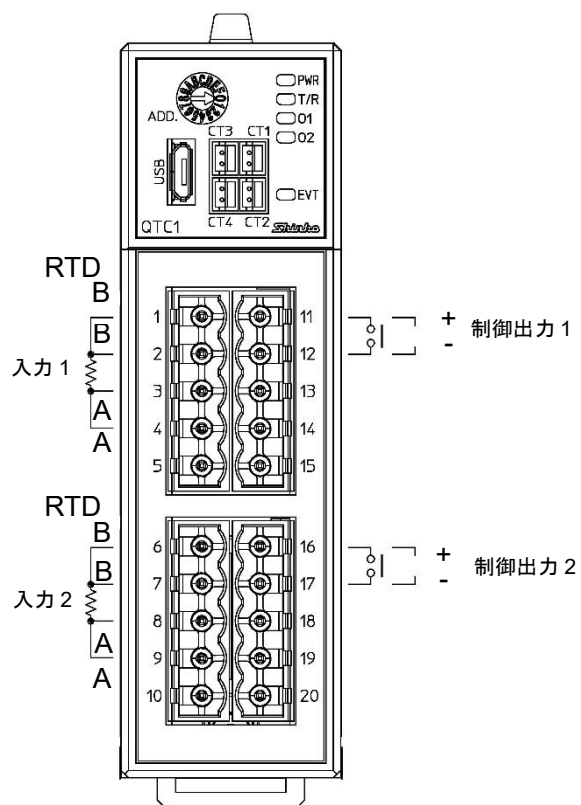 PWR
T/R
O1
O2
ADD.
CT3 CT1
USB
EVT
CT4 CT2
QTC1
Shinko
RTD
B
B
入力 1
A
A
1
2
3
4
5
11
12
13
14
15
+
-
制御出力 1
RTD
B
B
入力 2
A
A
6
7
8
9
10
16
17
18
19
20
+
-
制御出力 2